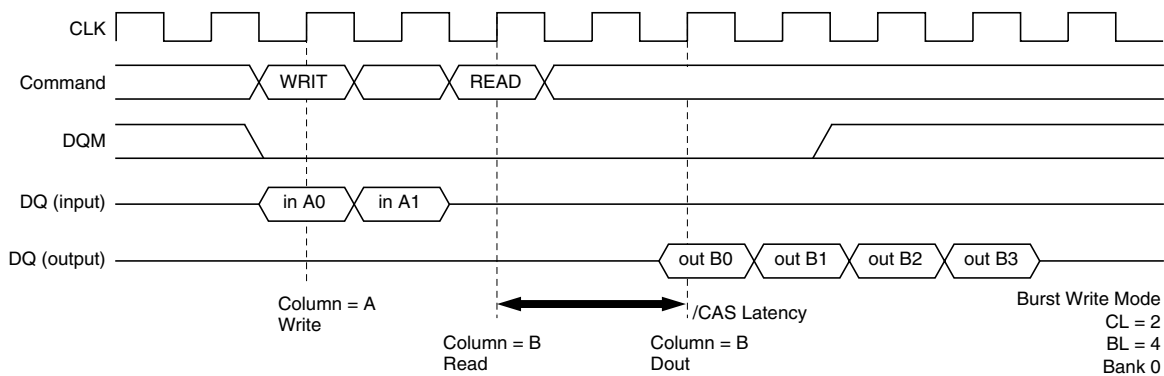 CLK
Command WRIT READ
DQM
DQ (input) in A0 in A1
DQ (output) out B0 out B1 out B2 out B3
Column = A
Write
/CAS Latency
Column = B
Read
Column = B
Dout
Burst Write Mode
CL = 2
BL = 4
Bank 0